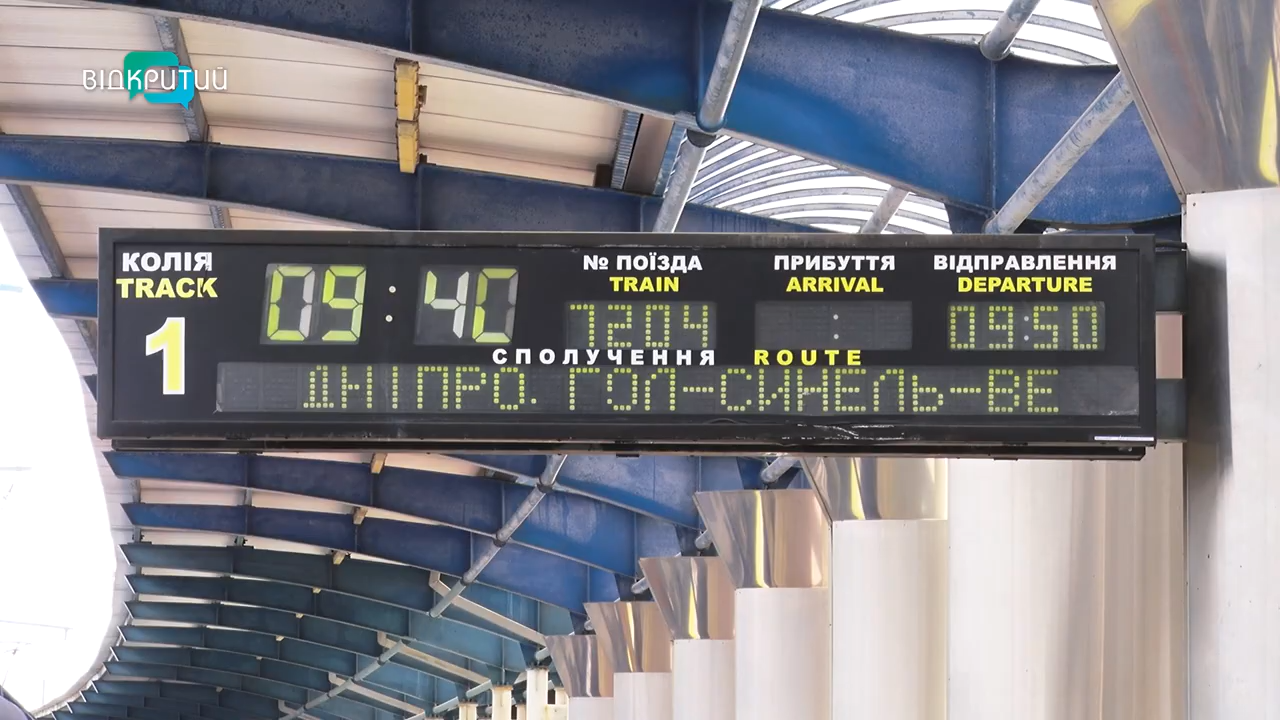 ВІДКРИТИЙ
КОЛІЯ
TRACK
1
09:40
№ ПОЇЗДА
TRAIN
7204
ПРИБУТТЯ
ARRIVAL
:
ВІДПРАВЛЕННЯ
DEPARTURE
09:50
СПОЛУЧЕННЯ ROUTE
ДНІПРО. ГОЛ-СИНЕЛЬ-ВЕ